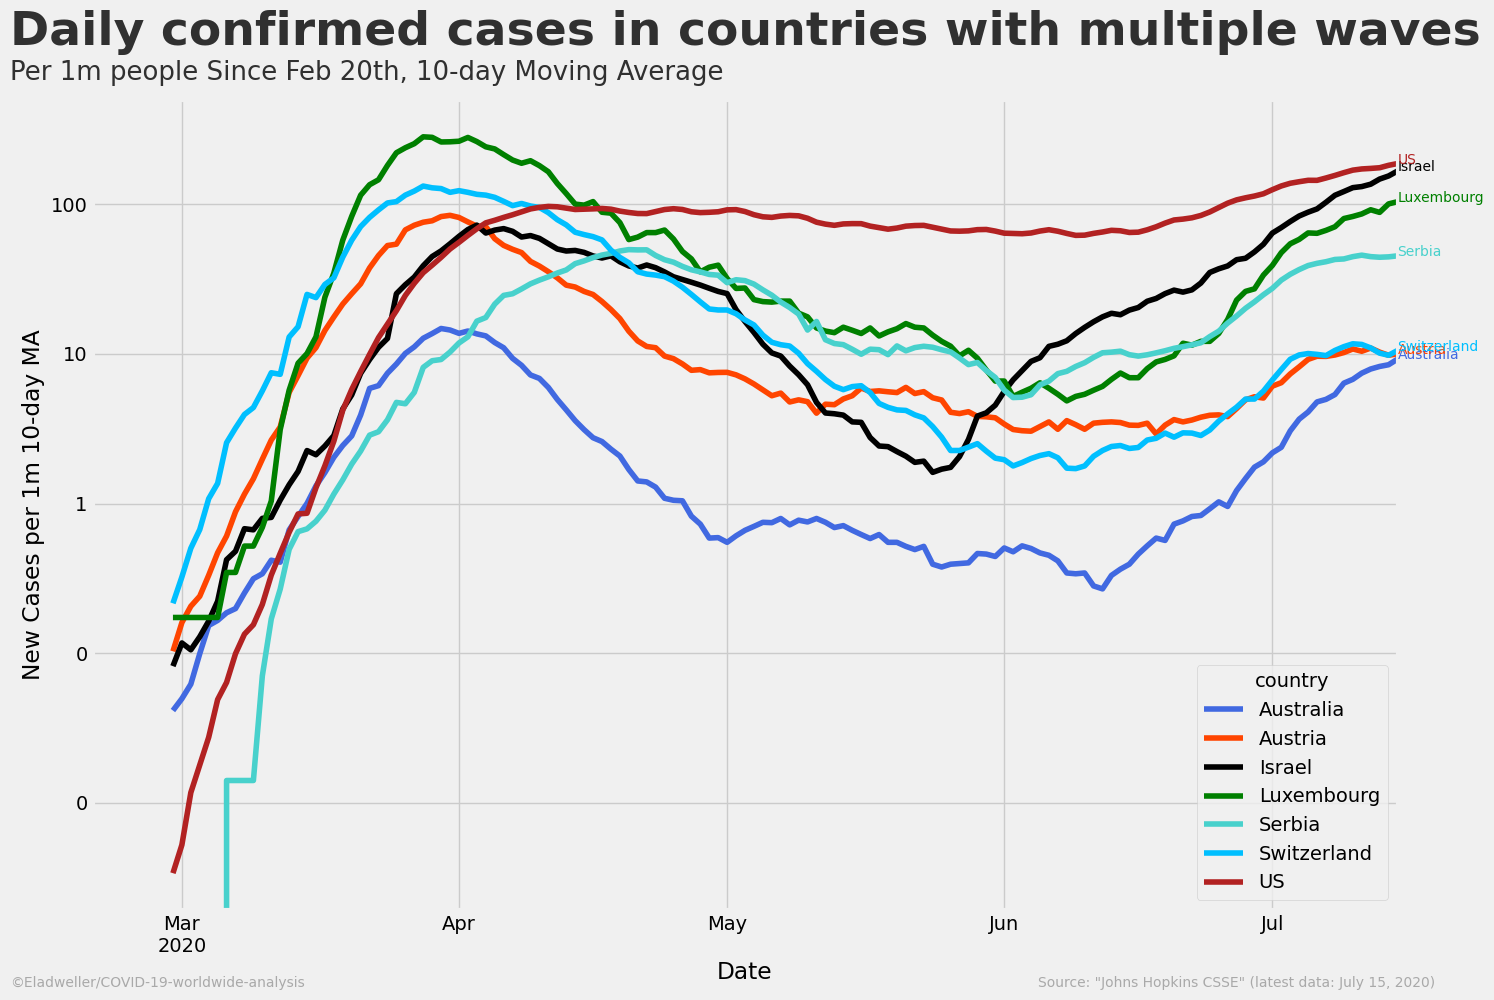 Daily confirmed cases in countries with multiple waves
Per 1m people Since Feb 20th, 10-day Moving Average
New Cases per 1m 10-day MA
100
10
1
0
0
US
Israel
Luxembourg
Serbia
Switzerland
Austria
Australia
country
Australia
Austria
Israel
Luxembourg
Serbia
Switzerland
US
Mar Apr May Jun Jul
2020
Date
©Eladweller/COVID-19-worldwide-analysis
Source: "Johns Hopkins CSSE" (latest data: July 15, 2020)